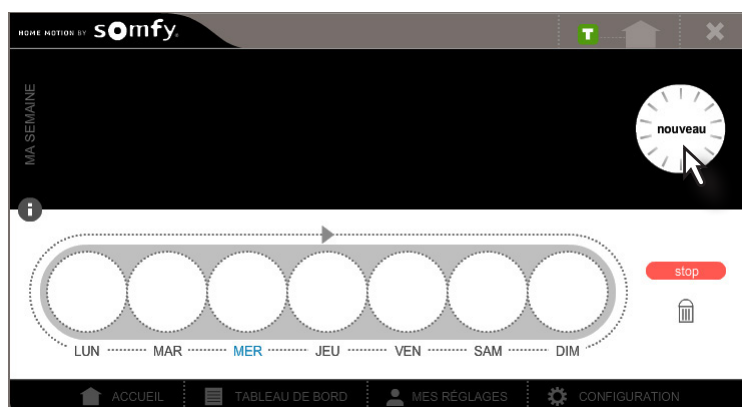 HOME MOTION BY somfy.
T
MA SEMAINE
nouveau
i
stop
LUN MAR MER JEU VEN SAM DIM
ACCUEIL TABLEAU DE BORD MES RÉGLAGES CONFIGURATION